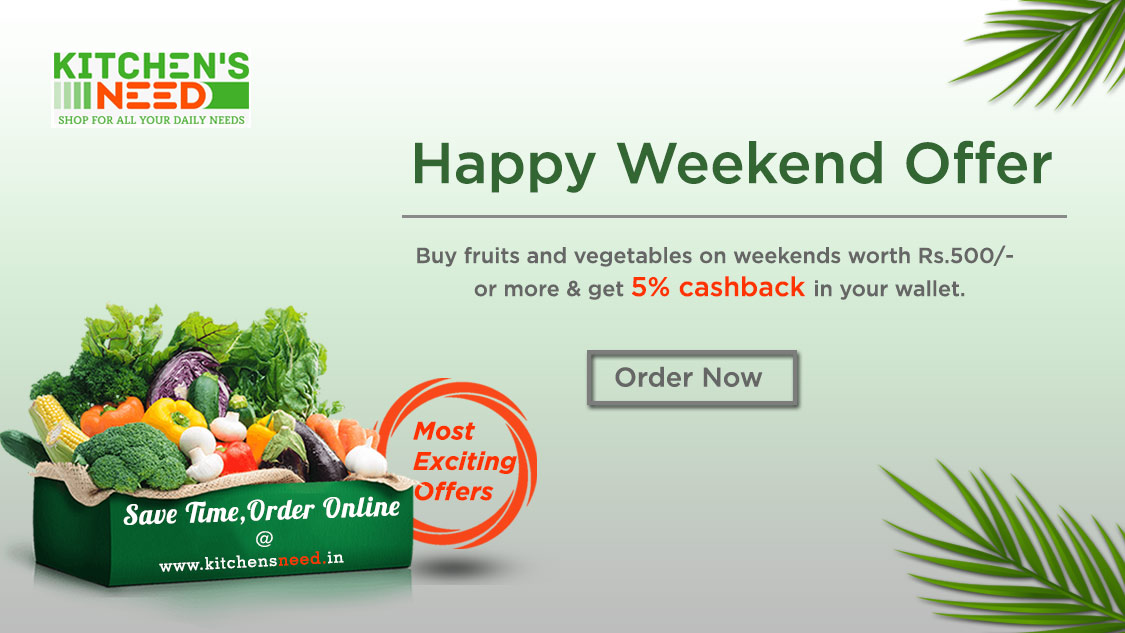 KITCHEN'S
NEED
SHOP FOR ALL YOUR DAILY NEEDS
Happy Weekend Offer
Buy fruits and vegetables on weekends worth Rs.500/-
or more & get 5% cashback in your wallet.
Order Now
Most
Exciting
Offers
Save Time,Order Online
@
www.kitchensneed.in